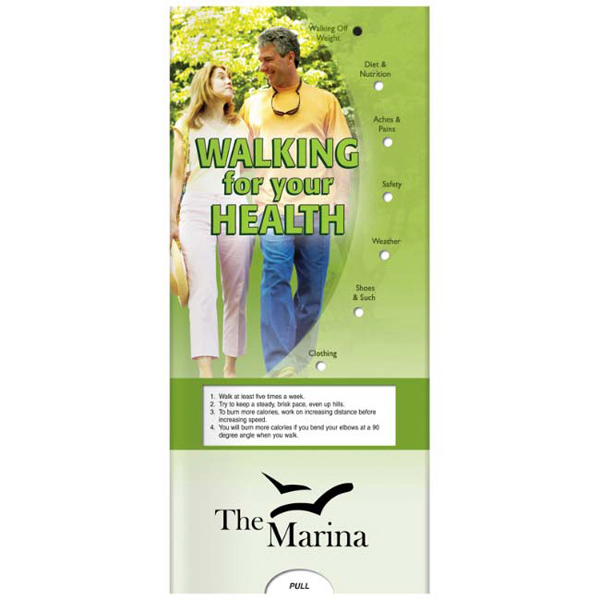 Walking Off
Weight
Diet &
Nutrition
Aches &
Pains
WALKING
for your
HEALTH
Safety
Weather
Shoes
& Such
Clothing
1. Walk at least five times a week.
2. Try to keep a steady, brisk pace, even up hills.
3. To burn more calories, work on increasing distance before
increasing speed.
4. You will burn more calories if you bend your elbows at a 90
degree angle when you walk.
The
Marina
PULL